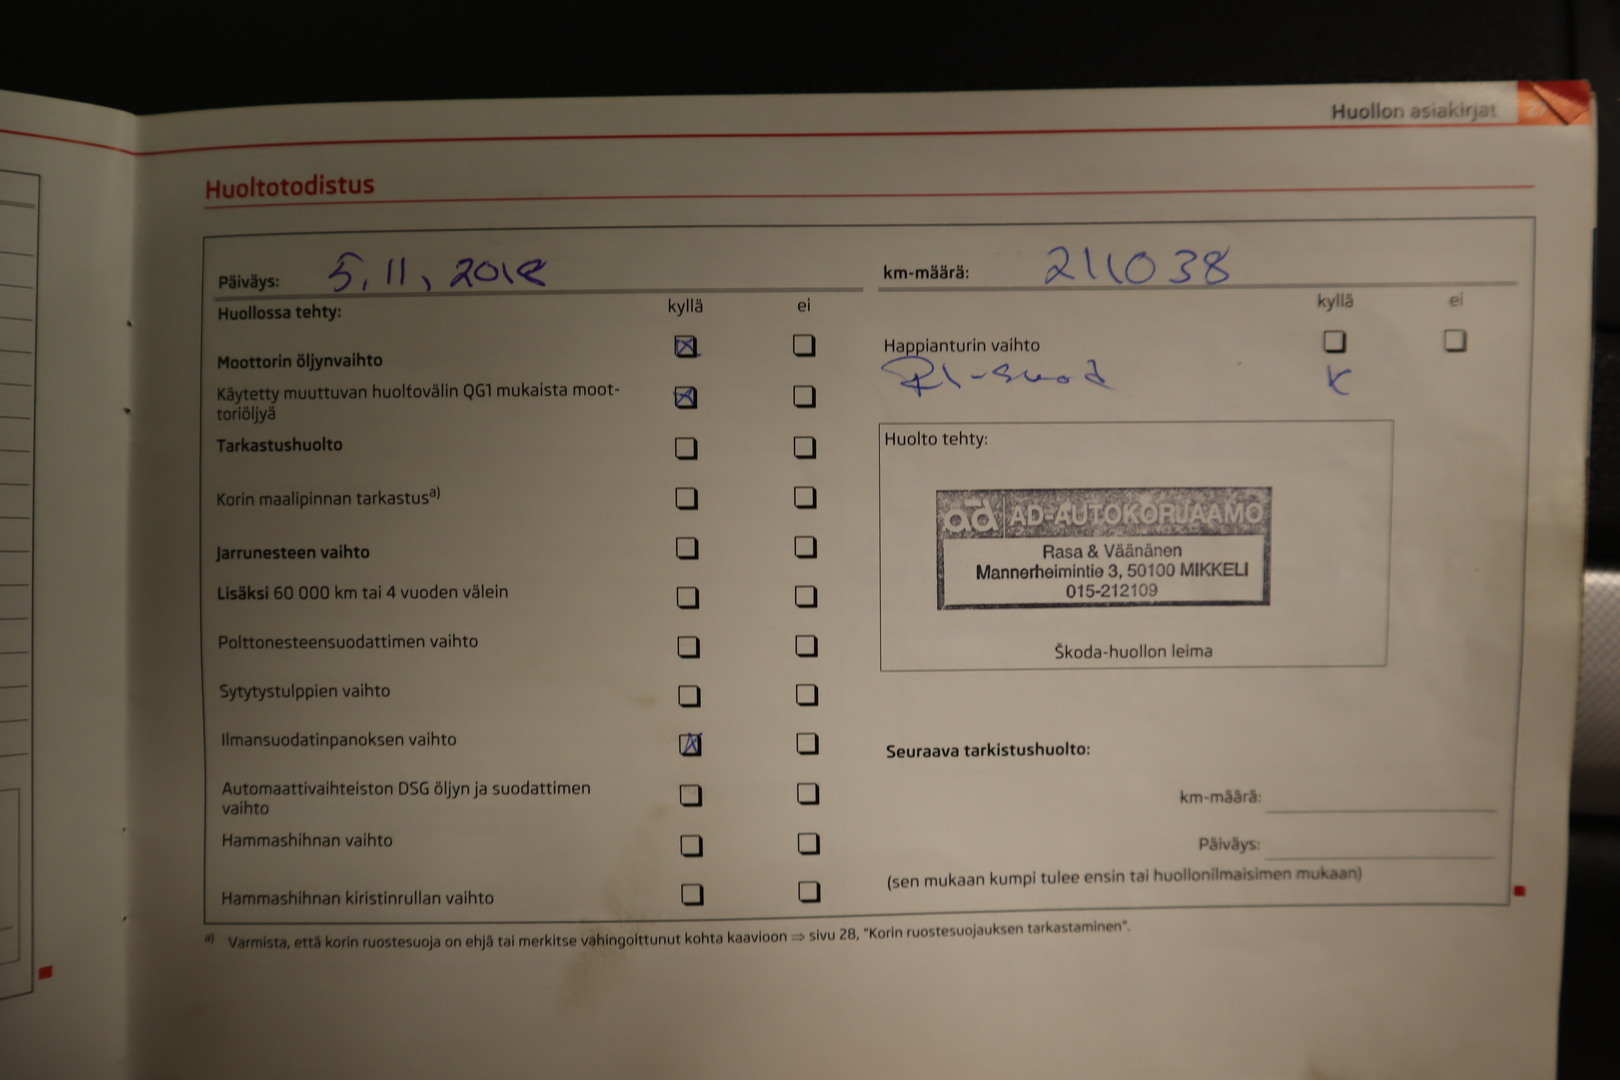 Huollon asiakirjat
Huoltotodistus
Päiväys: 5.11.2018
km-määrä: 211038
Huollossa tehty:
kyllä
ei
Moottorin öljynvaihto
Käytetty muuttuvan huoltovälin QG1 mukaista moot-
toriöljyä
Tarkastushuolto
Korin maalipinnan tarkastus a)
Jarrunesteen vaihto
Lisäksi 60 000 km tai 4 vuoden välein
Polttonesteensuodattimen vaihto
Sytytystulppien vaihto
Ilmansuodatinpanoksen vaihto
Automaattivaihteiston DSG öljyn ja suodattimen
vaihto
Hammashihnan vaihto
Hammashihnan kiristinrullan vaihto
kyllä
ei
Happianturin vaihto
Huolto tehty:
ad AD-AUTOKORJAAMO
Rasa & Väänänen
Mannerheimintie 3, 50100 MIKKELI
015-212109
Škoda-huollon leima
Seuraava tarkistushuolto:
km-määrä:
Päiväys:
(sen mukaan kumpi tulee ensin tai huollonilmaisimen mukaan)
a) Varmista, että korin ruostesuoja on ehjä tai merkitse vahingoittunut kohta kaavioon ⇒ sivu 28, "Korin ruostesuojauksen tarkastaminen".